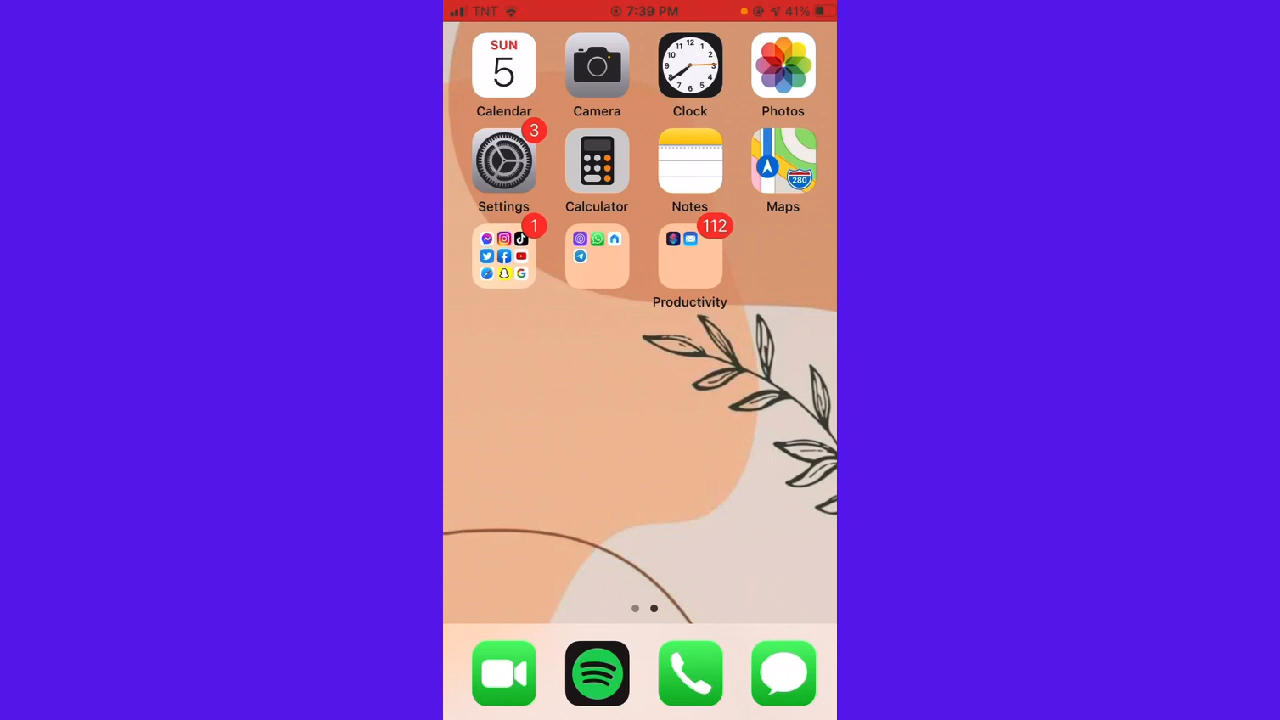 TNT 7:39 PM 41%
SUN
5
Calendar Camera Clock Photos
3
Settings Calculator Notes Maps
280
1 112
Productivity